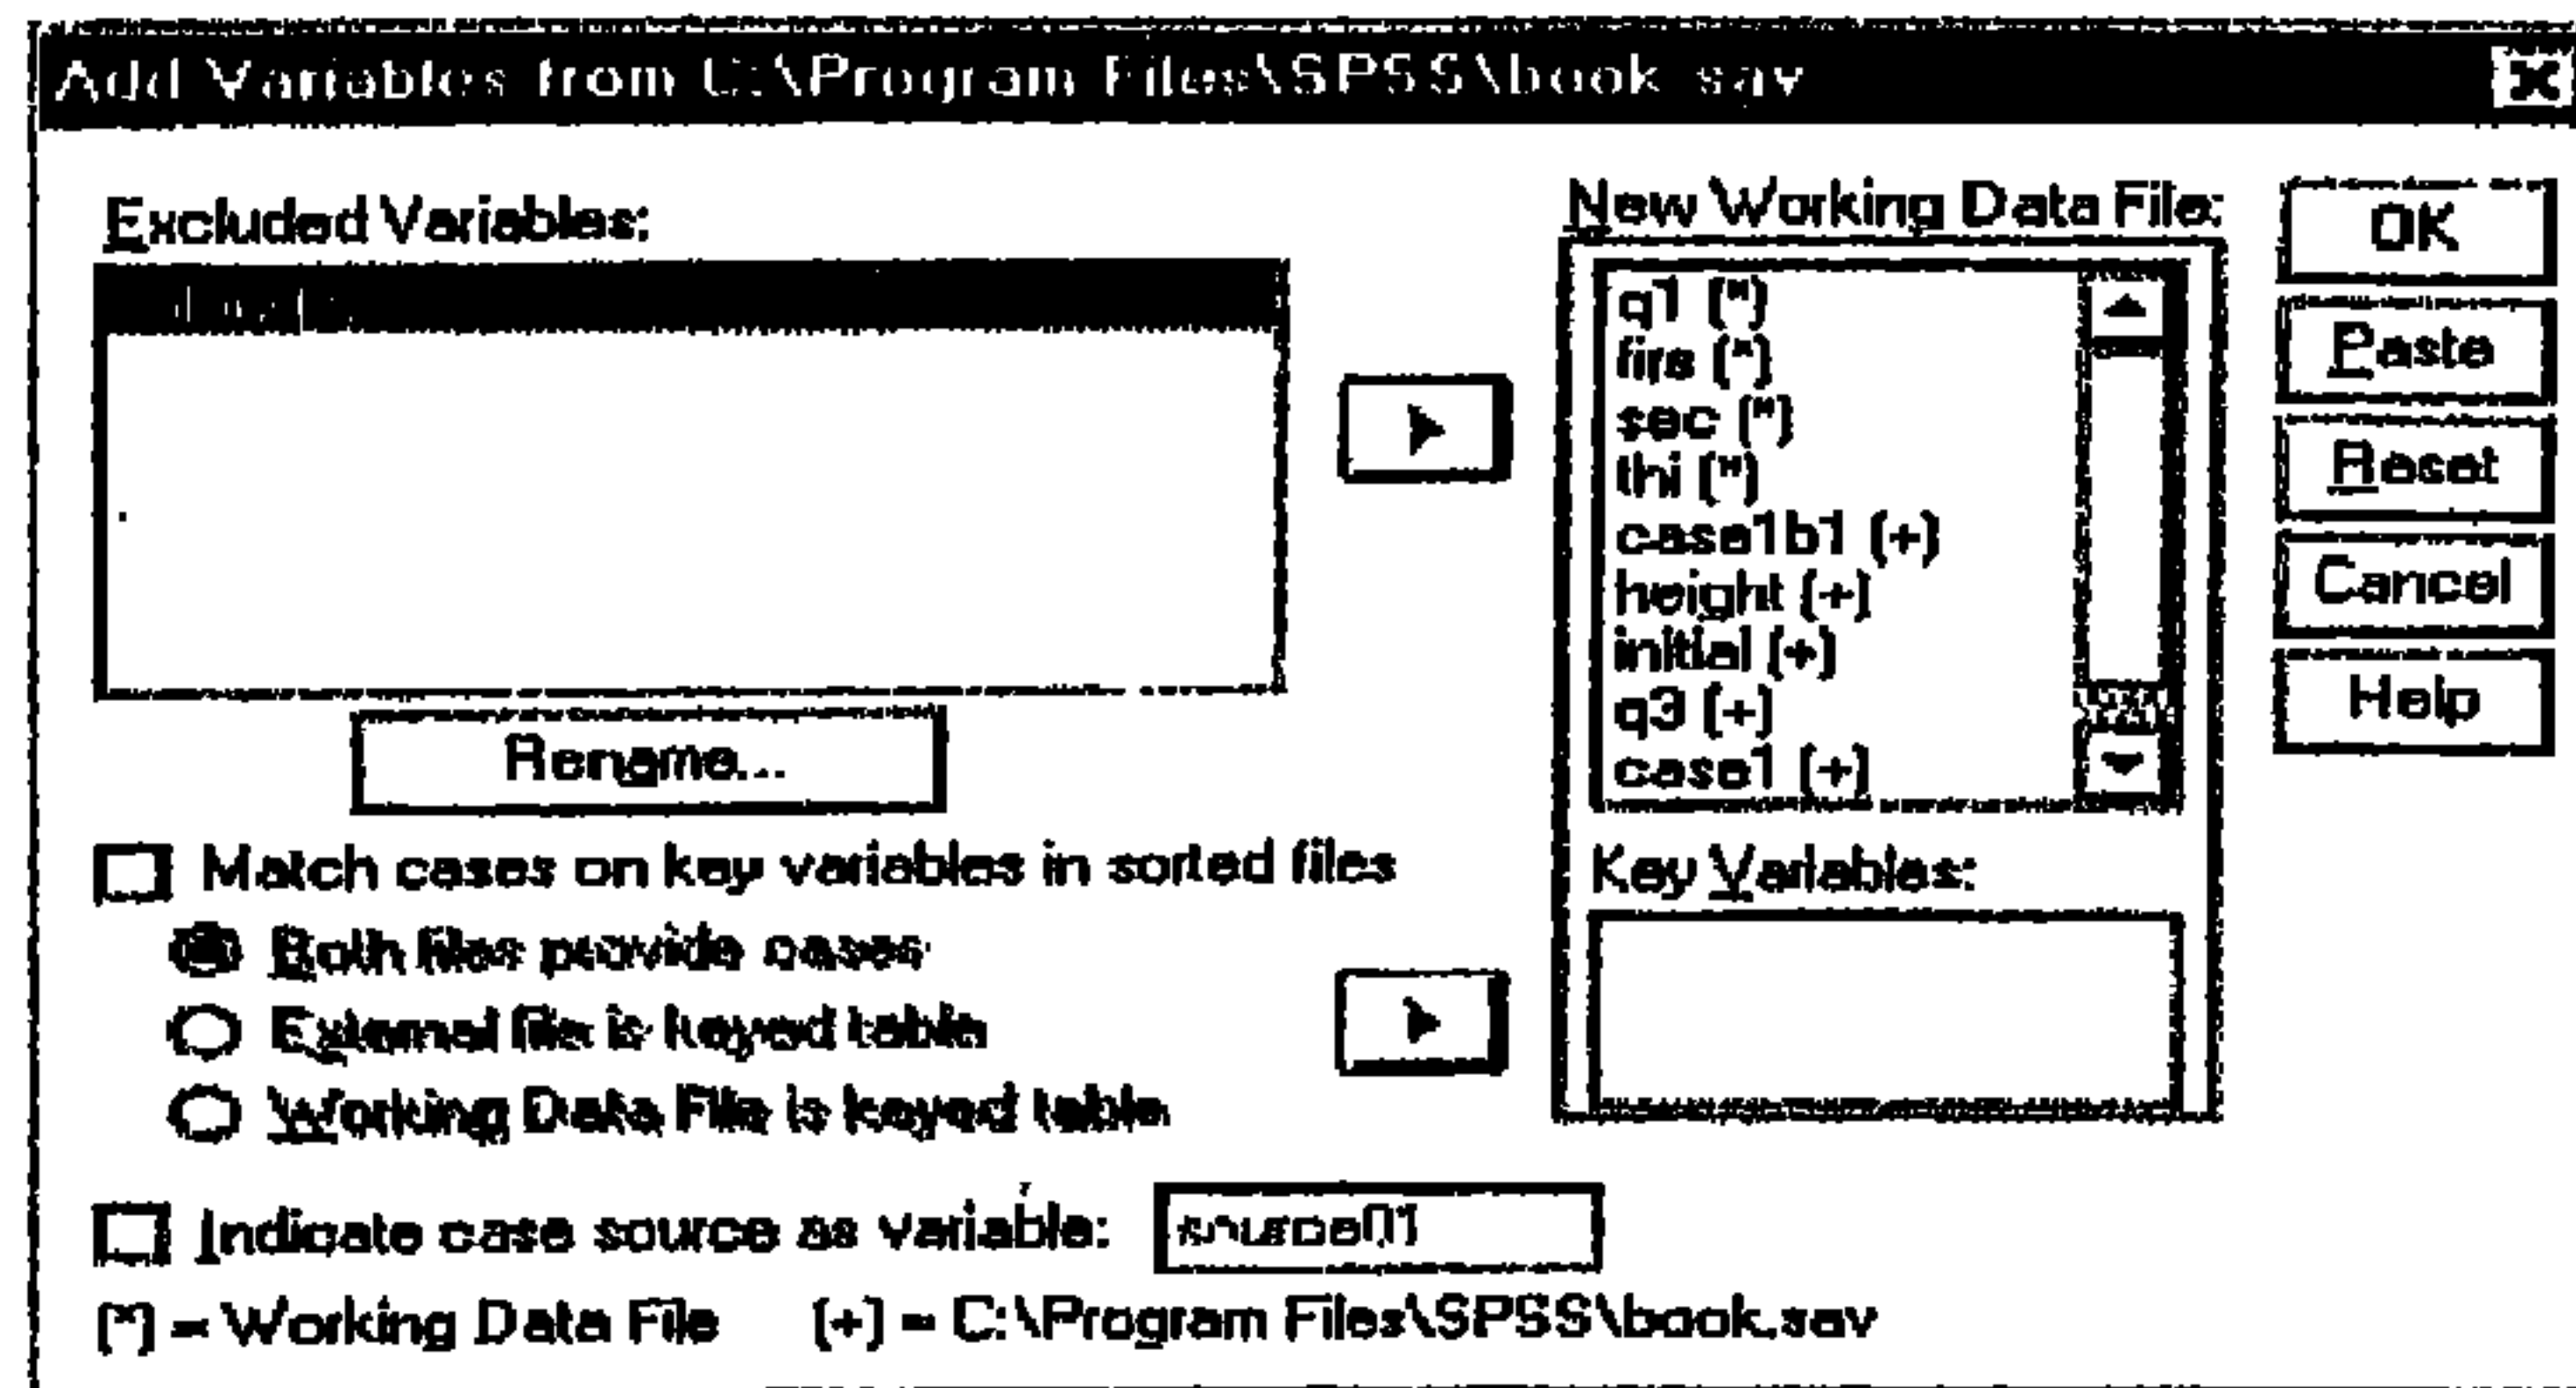 Add Variables from C:\Program Files\SPSS\book.sav
Excluded Variables:
Rename...
Match cases on key variables in sorted files
Both files provide cases
External file is keyed table
Working Data File is keyed table
Indicate case source as variable: source01
(*) = Working Data File (+) = C:\Program Files\SPSS\book.sav
New Working Data File:
q1 (*)
firs (*)
sec (*)
thi (*)
case1b1 (+)
height (+)
initial (+)
q3 (+)
case1 (+)
Key Variables:
OK
Paste
Reset
Cancel
Help